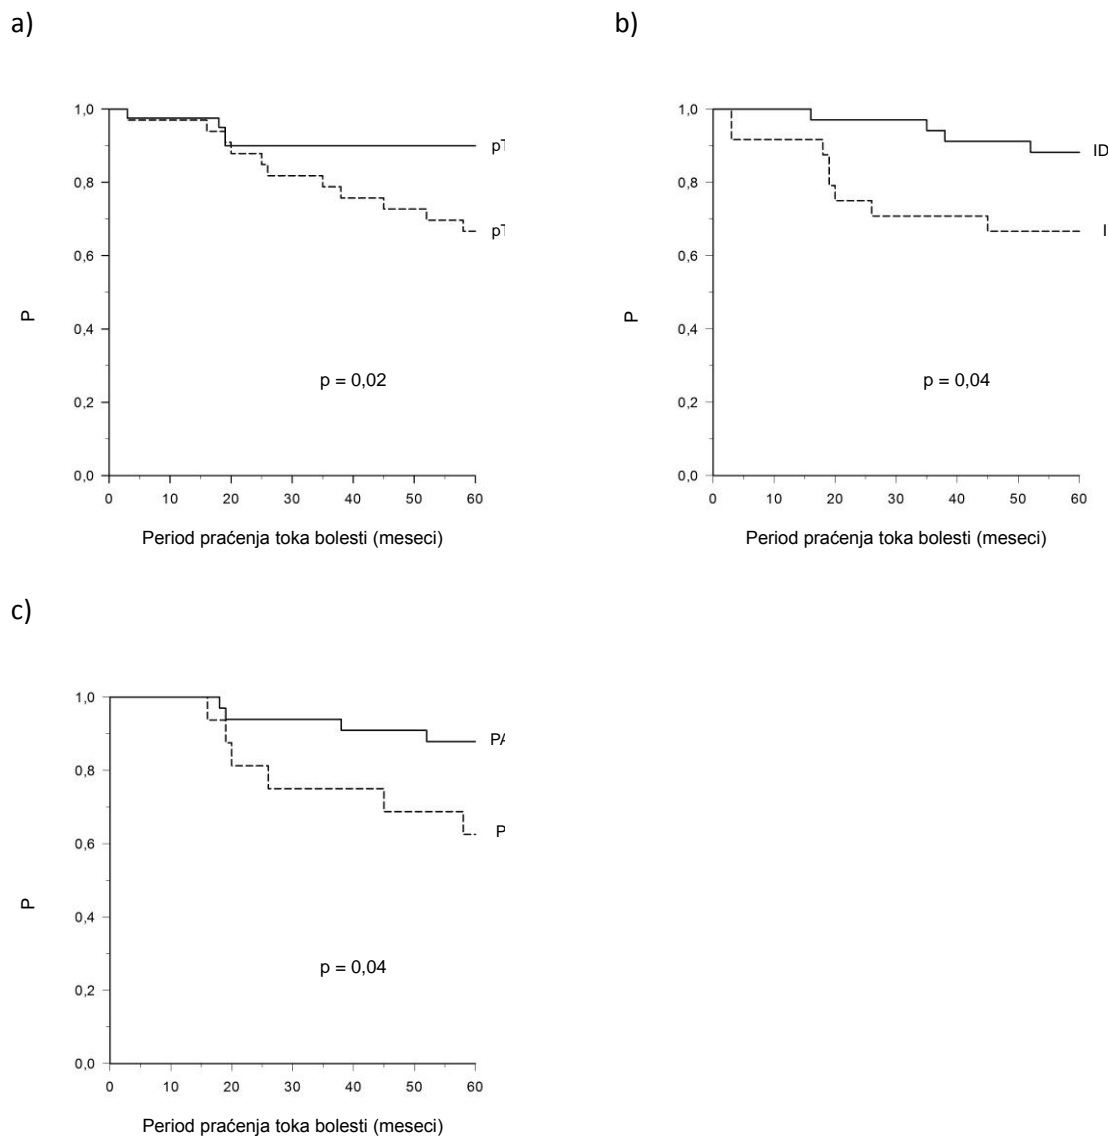 a)
1,0
0,8
0,6
0,4
0,2
0,0
P
pT
pT
p = 0,02
0 10 20 30 40 50 60
Period praćenja toka bolesti (meseci)
b)
1,0
0,8
0,6
0,4
0,2
0,0
P
ID
I
p = 0,04
0 10 20 30 40 50 60
Period praćenja toka bolesti (meseci)
c)
1,0
0,8
0,6
0,4
0,2
0,0
P
PA
P
p = 0,04
0 10 20 30 40 50 60
Period praćenja toka bolesti (meseci)